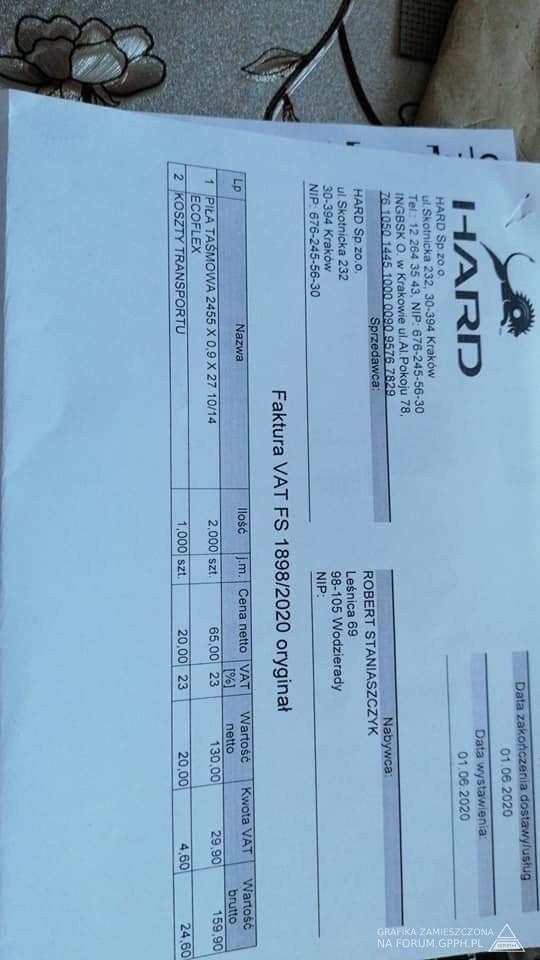 HARD
HARD Sp.zo.o.
ul.Skotnicka 232, 30-394 Kraków
Tel.: 12 264 35 43, NIP: 676-245-56-30
INGBSK O. w Krakowie ul.Al.Pokoju 78,
76 1050 1445 1000 0090 9576 7829
Data zakończenia dostawy/usług
01 06 2020
Data wystawienia:
01.06.2020
Sprzedawca:
HARD Sp.zo.o.
ul.Skotnicka 232
30-394 Kraków
NIP: 676-245-56-30
Nabywca:
ROBERT STANIASZCZYK
Leśnica 69
98-105 Wodzierady
NIP:
Faktura VAT FS 1898/2020 oryginał
Lp Nazwa Ilość j.m. Cena netto VAT [%] Wartość netto Kwota VAT Wartość brutto
1 PIŁA TAŚMOWA 2455 X 0,9 X 27 10/14 2,000 szt. 65,00 23 130,00 29,90 159,90
ECOFLEX
2 KOSZTY TRANSPORTU 1,000 szt. 20,00 23 20,00 4,60 24,60
GRAFIKA ZAMIESZCZONA
NA FORUM.GPPH.PL
GPPH